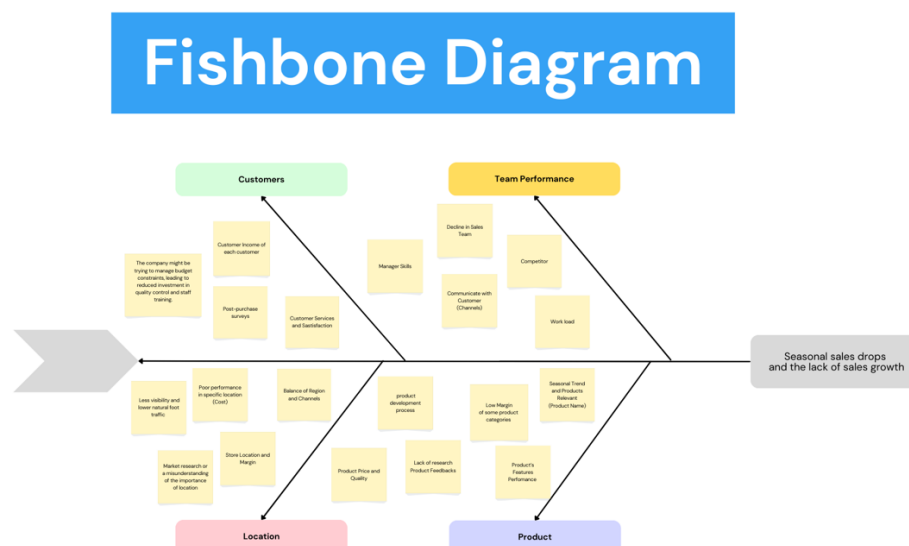 Fishbone Diagram
Customers
Team Performance
Customer Income of
each customer
The company might be
trying to manage budget
constraints, leading to
reduced investment in
quality control and staff
training.
Post-purchase
surveys
Customer Services
and Sastisfaction
Decline in Sales
Team
Manager Skills
Competitor
Communicate with
Customer
(Channels)
Work load
Seasonal sales drops
and the lack of sales growth
Less visibility and
lower natural foot
traffic
Poor performance
in specific location
(Cost)
Balance of Region
and Channels
Store Location and
Margin
Market research or
a misunderstanding
of the importance
of location
product
development
process
Low Margin
of some product
categories
Seasonal Trend
and Products
Relevant
(Product Name)
Product Price and
Quality
Lack of research
Product Feedbacks
Product's
Features
Perfomance
Location
Product